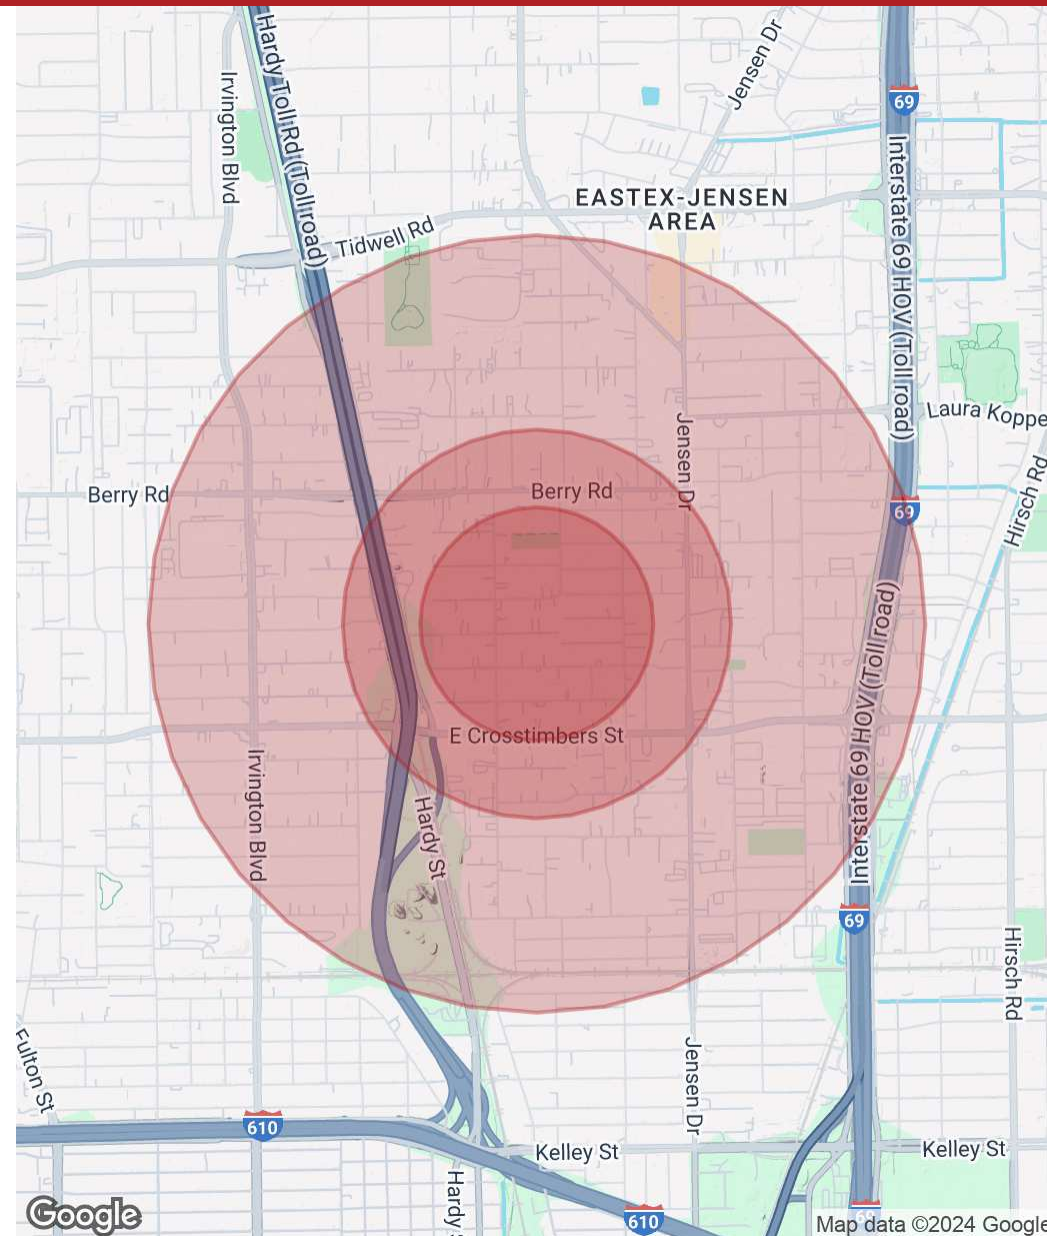 Hardy Toll Rd (Toll road)
Irvington Blvd
Jensen Dr
69
Interstate 69 HOV (Toll road)
EASTEX-JENSEN
AREA
Tidwell Rd
Laura Koppe
Jensen Dr
Hirsch Rd
Berry Rd
Berry Rd
69
E Crosstimbers St
Interstate 69 HOV (Toll road)
Irvington Blvd
Hardy St
69
Hirsch Rd
Fulton St
Jensen Dr
610
Kelley St
Kelley St
Hardy
610
69
Google
Map data ©2024 Google